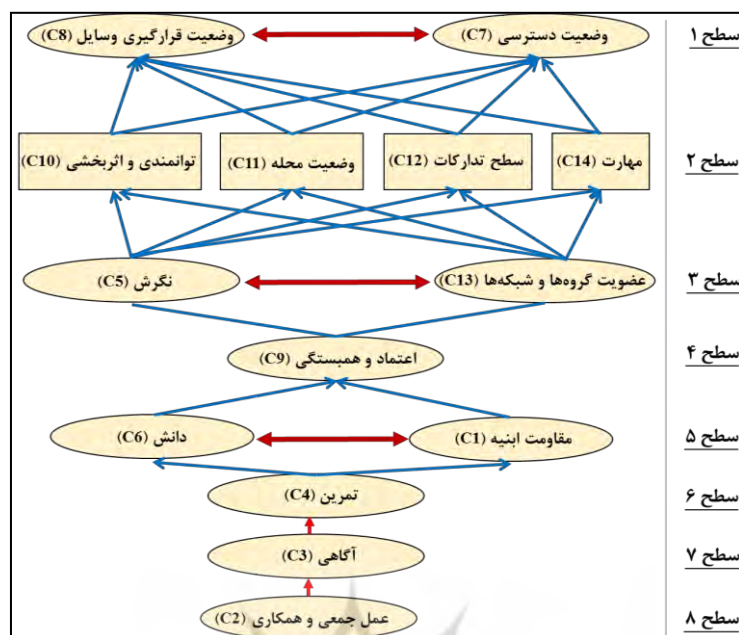 وضعیت دسترسی (C7)
وضعیت قرارگیری وسایل (C8)
سطح ۱
مهارت (C14)
سطح تدارکات (C12)
وضعیت محله (C11)
توانمندی و اثربخشی (C10)
سطح ۲
عضویت گروه‌ها و شبکه‌ها (C13)
نگرش (C5)
سطح ۳
اعتماد و همبستگی (C9)
سطح ۴
مقاومت ابنیه (C1)
دانش (C6)
سطح ۵
تمرین (C4)
سطح ۶
آگاهی (C3)
سطح ۷
عمل جمعی و همکاری (C2)
سطح ۸